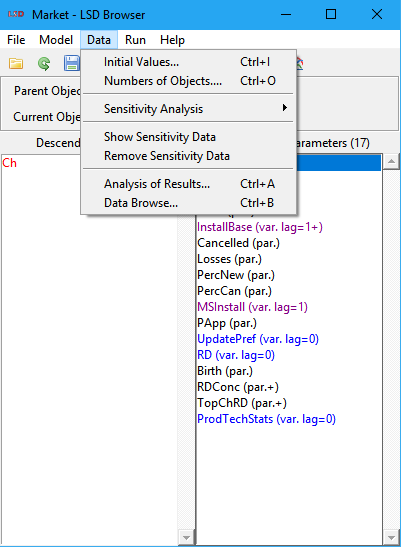 LSD Market - LSD Browser
File Model Data Run Help
Initial Values... Ctrl+I
Numbers of Objects.... Ctrl+O
Parent Objec
Sensitivity Analysis
Current Obje
Show Sensitivity Data
Descend arameters (17)
Remove Sensitivity Data
Ch
Analysis of Results... Ctrl+A
Data Browse... Ctrl+B
InstallBase (var. lag=1+)
Cancelled (par.)
Losses (par.)
PercNew (par.)
PercCan (par.)
MSInstall (var. lag=1)
PApp (par.)
UpdatePref (var. lag=0)
RD (var. lag=0)
Birth (par.)
RDConc (par.+)
TopChRD (par.+)
ProdTechStats (var. lag=0)